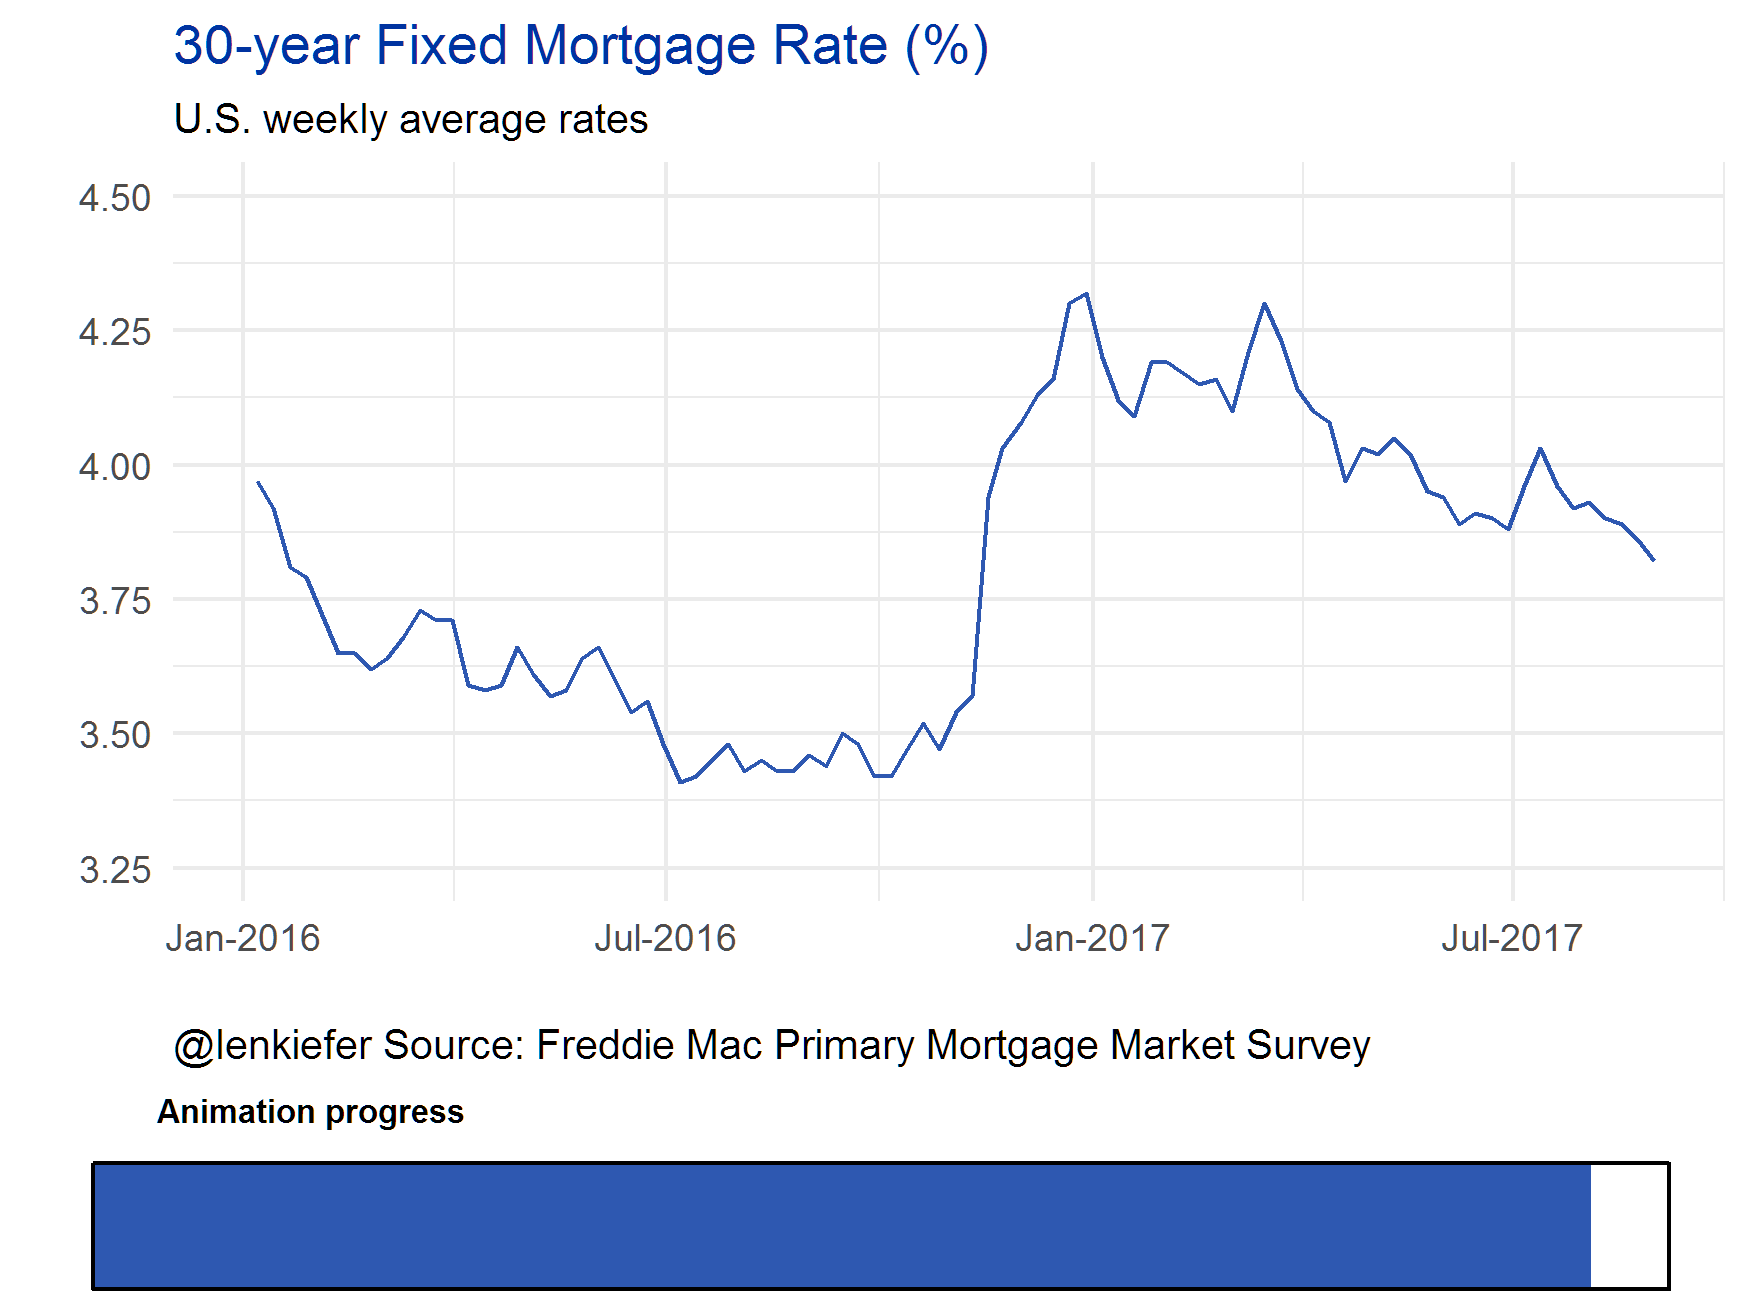 30-year Fixed Mortgage Rate (%)
U.S. weekly average rates
4.50
4.25
4.00
3.75
3.50
3.25
Jan-2016 Jul-2016 Jan-2017 Jul-2017
@lenkiefer Source: Freddie Mac Primary Mortgage Market Survey
Animation progress